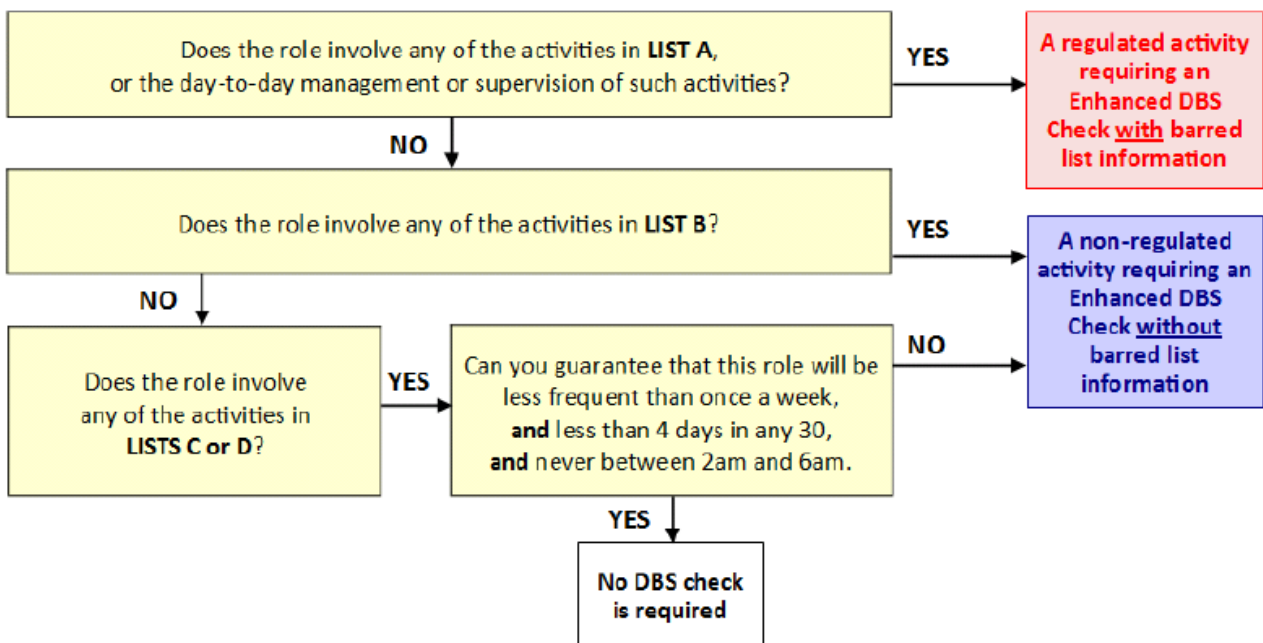 Does the role involve any of the activities in LIST A,
or the day-to-day management or supervision of such activities?
YES
A regulated activity
requiring an
Enhanced DBS
Check with barred
list information
NO
Does the role involve any of the activities in LIST B?
YES
A non-regulated
activity requiring an
Enhanced DBS
Check without
barred list
information
NO
Does the role involve
any of the activities in
LISTS C or D?
YES
Can you guarantee that this role will be
less frequent than once a week,
and less than 4 days in any 30,
and never between 2am and 6am.
NO
YES
No DBS check
is required